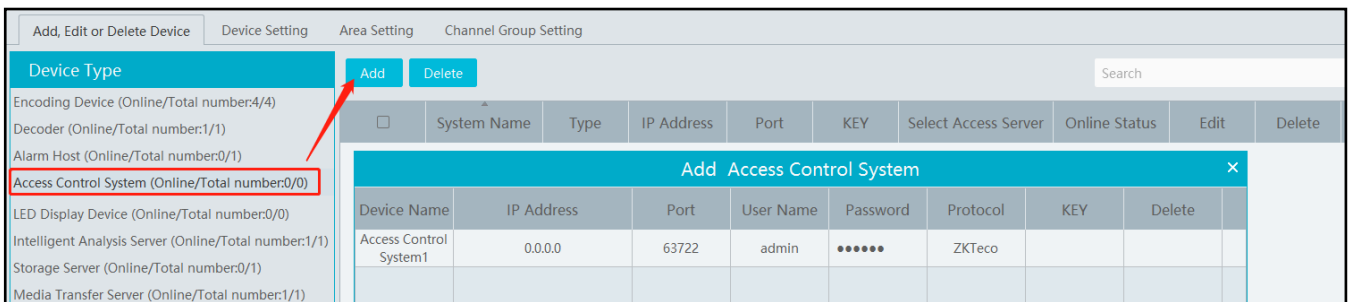 Add, Edit or Delete Device Device Setting Area Setting Channel Group Setting
Device Type
Add Delete Search
Encoding Device (Online/Total number:4/4)
Decoder (Online/Total number:1/1)
System Name Type IP Address Port KEY Select Access Server Online Status Edit Delete
Alarm Host (Online/Total number:0/1)
Access Control System (Online/Total number:0/0)
LED Display Device (Online/Total number:0/0)
Intelligent Analysis Server (Online/Total number:1/1)
Storage Server (Online/Total number:0/1)
Media Transfer Server (Online/Total number:1/1)
Add Access Control System ×
Device Name IP Address Port User Name Password Protocol KEY Delete
Access Control
System1 0.0.0.0 63722 admin ●●●●●● ZKTeco